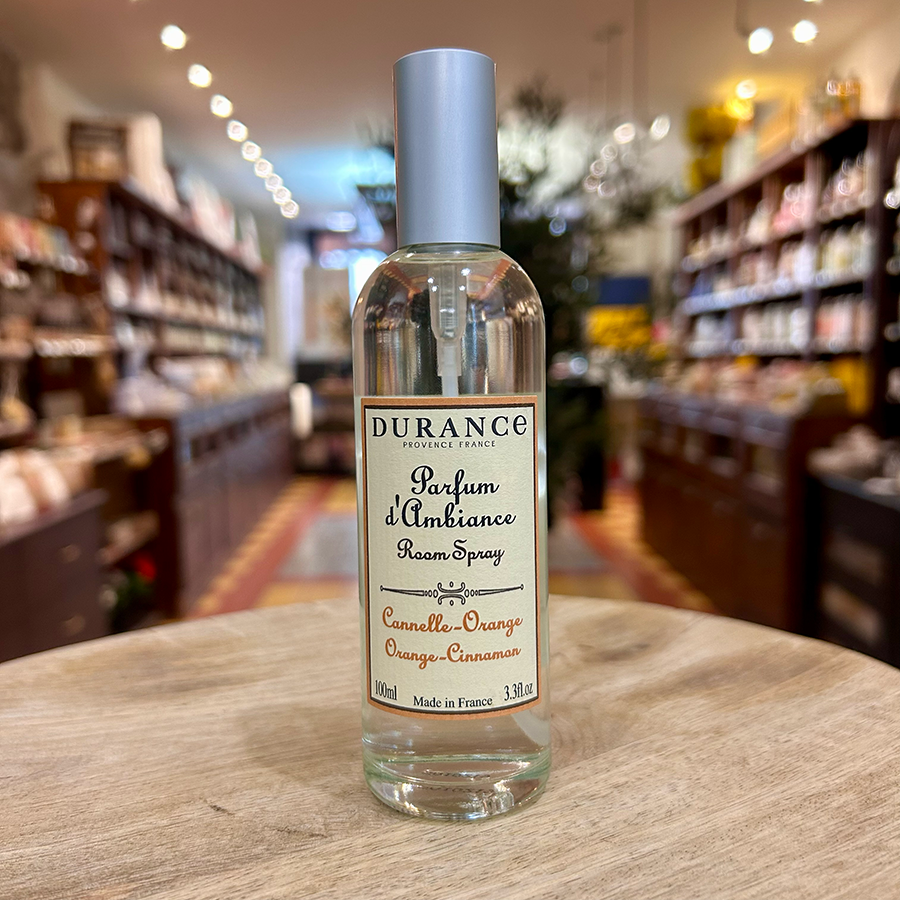 DURANCe
PROVENCE FRANCE
Parfum
d'Ambiance
Room Spray
Cannelle-Orange
Orange-Cinnamon
100ml Made in France 3.3fl.oz